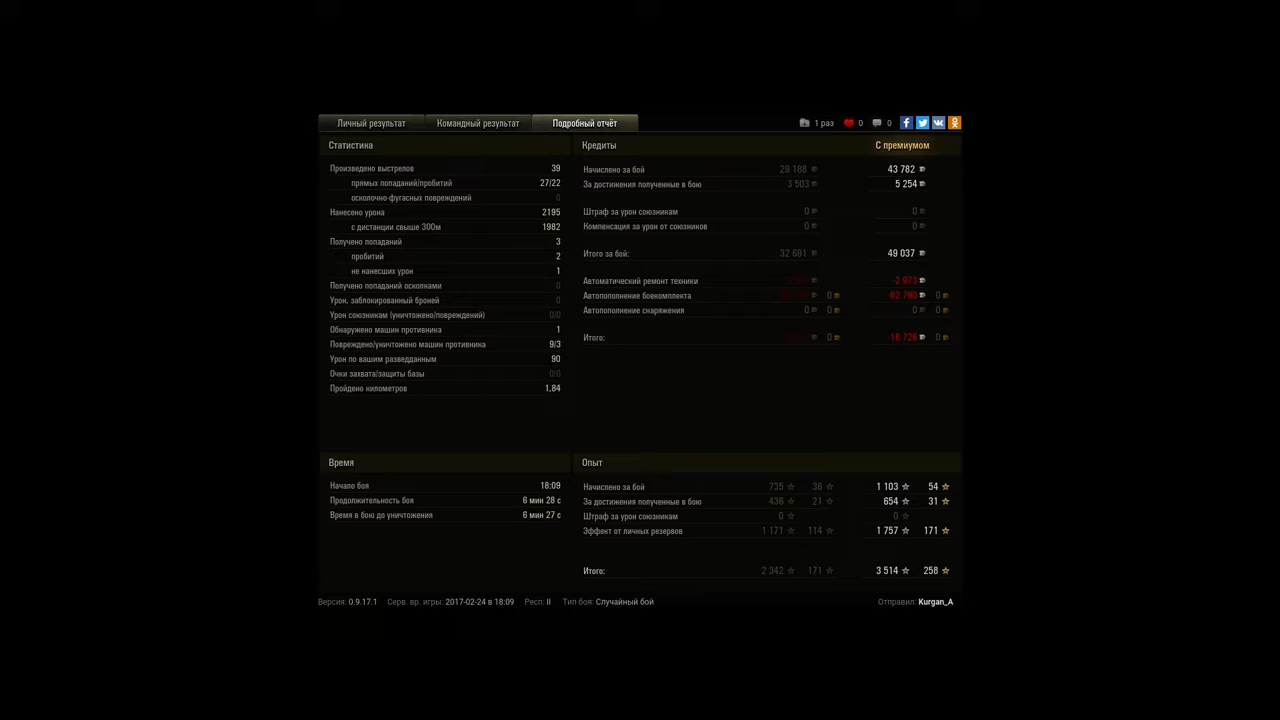 Личный результат Командный результат Подробный отчёт 1 раз 0 0
Статистика
Произведено выстрелов 39
прямых попаданий/пробитий 27/22
осколочно-фугасных повреждений 0
Нанесено урона 2195
с дистанции свыше 300м 1982
Получено попаданий 3
пробитий 2
не нанесших урон 1
Получено попаданий осколками 0
Урон, заблокированный броней 0
Урон союзникам (уничтожено/повреждений) 0/0
Обнаружено машин противника 1
Повреждено/уничтожено машин противника 9/3
Урон по вашим разведданным 90
Очки захвата/защиты базы 0/0
Пройдено километров 1,84
Кредиты С премиумом
Начислено за бой 29 188 43 782
За достижения полученные в бою 3 503 5 254
Штраф за урон союзникам 0 0
Компенсация за урон от союзников 0 0
Итого за бой: 32 691 49 037
Автоматический ремонт техники -2 973
Автопополнение боекомплекта 0 0
Автопополнение снаряжения 0 0 0 0
Итого: 0 0
Время
Начало боя 18:09
Продолжительность боя 6 мин 28 с
Время в бою до уничтожения 6 мин 27 с
Опыт
Начислено за бой 735 36 1 103 54
За достижения полученные в бою 436 21 654 31
Штраф за урон союзникам 0 0
Эффект от личных резервов 1 171 114 1 757 171
Итого: 2 342 171 3 514 258
Версия: 0.9.17.1 Серв. вр. игры: 2017-02-24 в 18:09 Респ: II Тип боя: Случайный бой Отправил: Kurgan_A